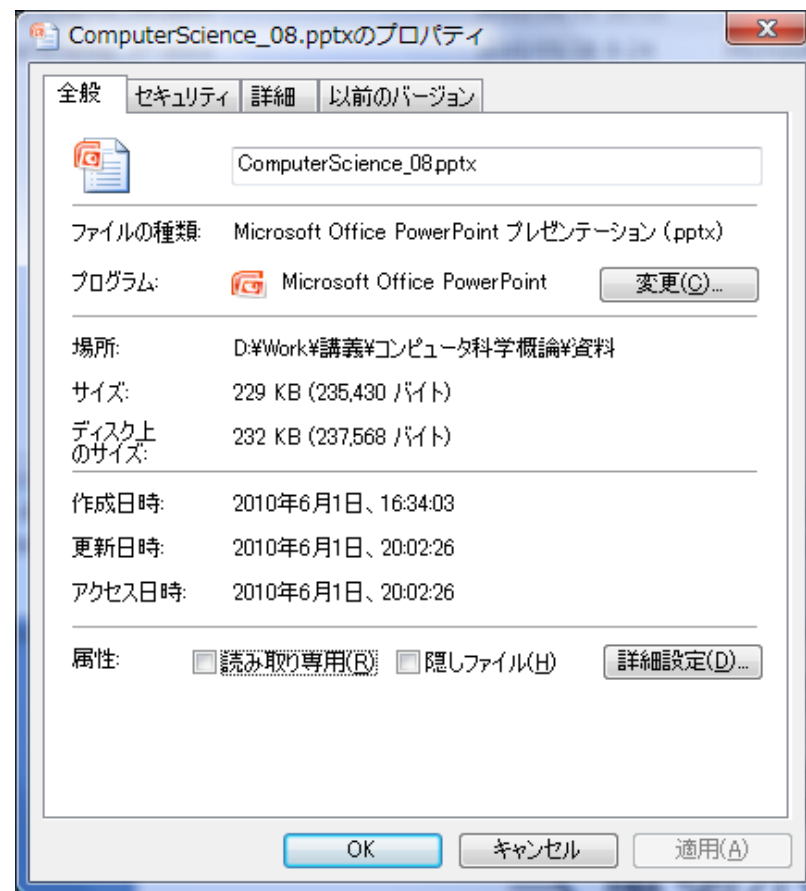 ComputerScience_08.pptxのプロパティ
全般 セキュリティ 詳細 以前のバージョン
ComputerScience_08.pptx
ファイルの種類: Microsoft Office PowerPoint プレゼンテーション (.pptx)
プログラム: Microsoft Office PowerPoint 変更(C)...
場所: D:¥Work¥講義¥コンピュータ科学概論¥資料
サイズ: 229 KB (235,430 バイト)
ディスク上
のサイズ: 232 KB (237,568 バイト)
作成日時: 2010年6月1日、16:34:03
更新日時: 2010年6月1日、20:02:26
アクセス日時: 2010年6月1日、20:02:26
属性: 読み取り専用(R) 隠しファイル(H) 詳細設定(D)...
OK キャンセル 適用(A)